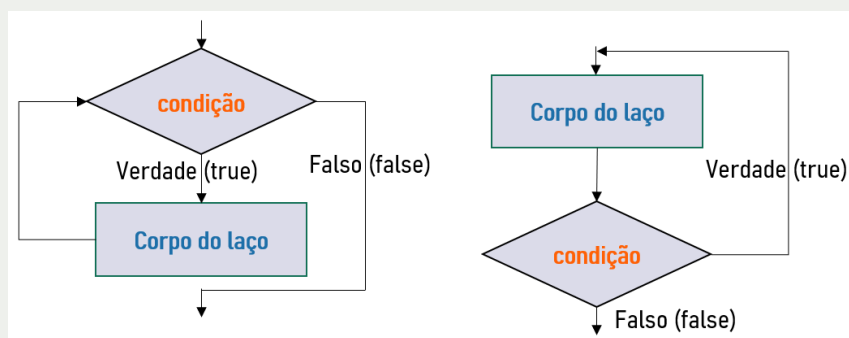 condição
Verdade (true)
Falso (false)
Corpo do laço
Corpo do laço
Verdade (true)
condição
Falso (false)